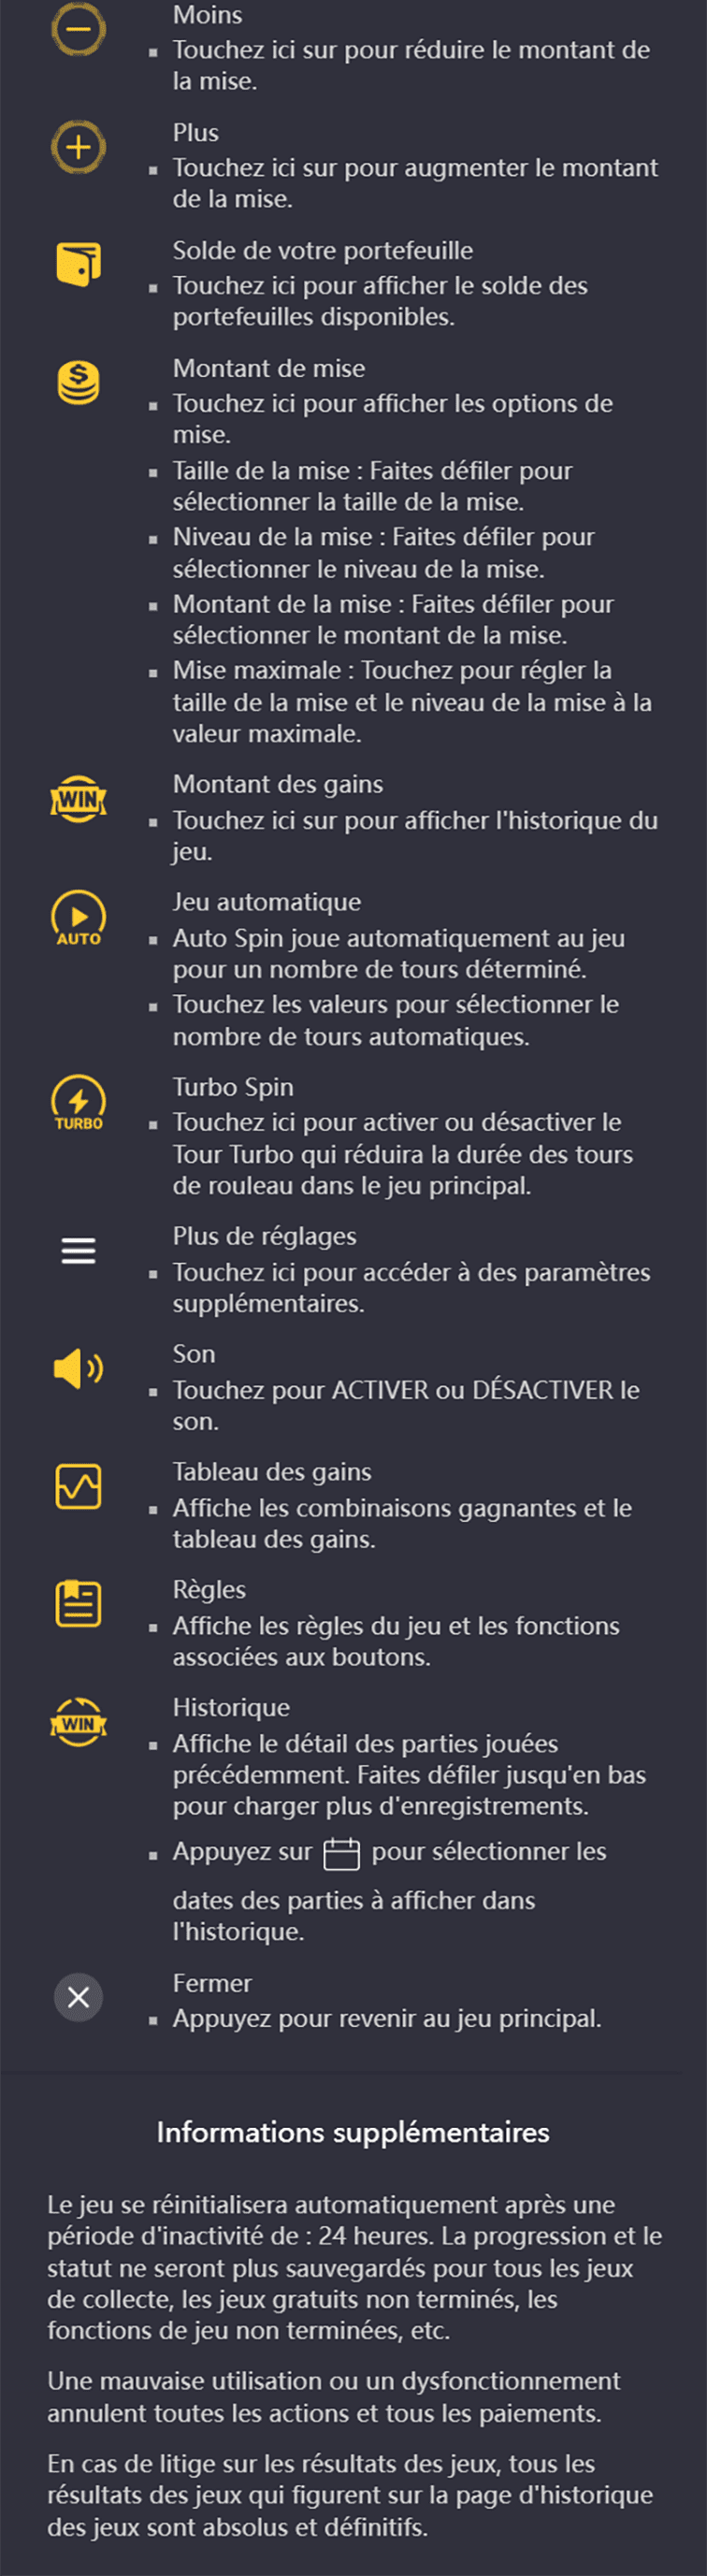 Moins
Touchez ici sur pour réduire le montant de
la mise.
Plus
Touchez ici sur pour augmenter le montant
de la mise.
Solde de votre portefeuille
Touchez ici pour afficher le solde des
portefeuilles disponibles.
Montant de mise
Touchez ici pour afficher les options de
mise.
Taille de la mise : Faites défiler pour
sélectionner la taille de la mise.
Niveau de la mise : Faites défiler pour
sélectionner le niveau de la mise.
Montant de la mise : Faites défiler pour
sélectionner le montant de la mise.
Mise maximale : Touchez pour régler la
taille de la mise et le niveau de la mise à la
valeur maximale.
WIN
Montant des gains
Touchez ici sur pour afficher l'historique du
jeu.
AUTO
Jeu automatique
Auto Spin joue automatiquement au jeu
pour un nombre de tours déterminé.
Touchez les valeurs pour sélectionner le
nombre de tours automatiques.
TURBO
Turbo Spin
Touchez ici pour activer ou désactiver le
Tour Turbo qui réduira la durée des tours
de rouleau dans le jeu principal.
Plus de réglages
Touchez ici pour accéder à des paramètres
supplémentaires.
Son
Touchez pour ACTIVER ou DÉSACTIVER le
son.
Tableau des gains
Affiche les combinaisons gagnantes et le
tableau des gains.
Règles
Affiche les règles du jeu et les fonctions
associées aux boutons.
WIN
Historique
Affiche le détail des parties jouées
précédemment. Faites défiler jusqu'en bas
pour charger plus d'enregistrements.
Appuyez sur pour sélectionner les
dates des parties à afficher dans
l'historique.
Fermer
Appuyez pour revenir au jeu principal.
Informations supplémentaires
Le jeu se réinitialisera automatiquement après une
période d'inactivité de : 24 heures. La progression et le
statut ne seront plus sauvegardés pour tous les jeux
de collecte, les jeux gratuits non terminés, les
fonctions de jeu non terminées, etc.
Une mauvaise utilisation ou un dysfonctionnement
annulent toutes les actions et tous les paiements.
En cas de litige sur les résultats des jeux, tous les
résultats des jeux qui figurent sur la page d'historique
des jeux sont absolus et définitifs.